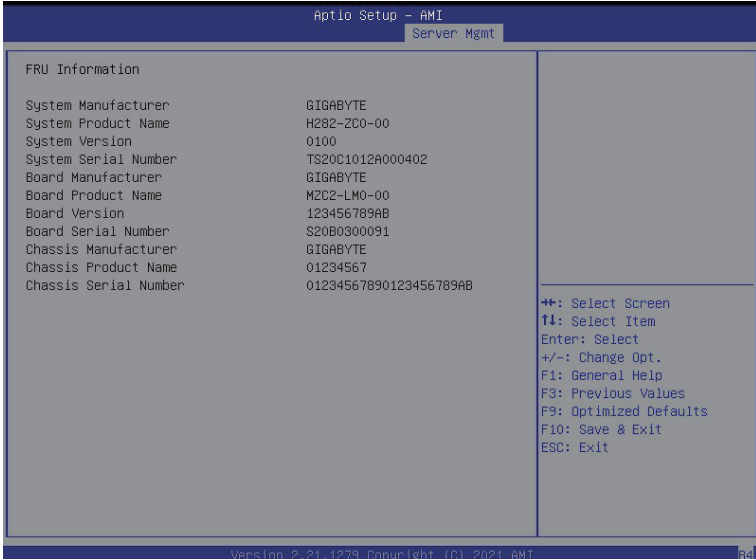 Aptio Setup – AMI
Server Mgmt
FRU Information
System Manufacturer GIGABYTE
System Product Name H282-ZC0-00
System Version 0100
System Serial Number TS20C1012A000402
Board Manufacturer GIGABYTE
Board Product Name MZC2-LM0-00
Board Version 123456789AB
Board Serial Number S20B0300091
Chassis Manufacturer GIGABYTE
Chassis Product Name 01234567
Chassis Serial Number 01234567890123456789AB
→←: Select Screen
↑↓: Select Item
Enter: Select
+/-: Change Opt.
F1: General Help
F3: Previous Values
F9: Optimized Defaults
F10: Save & Exit
ESC: Exit
Version 2.21.1279 Copyright (C) 2021 AMI
B4